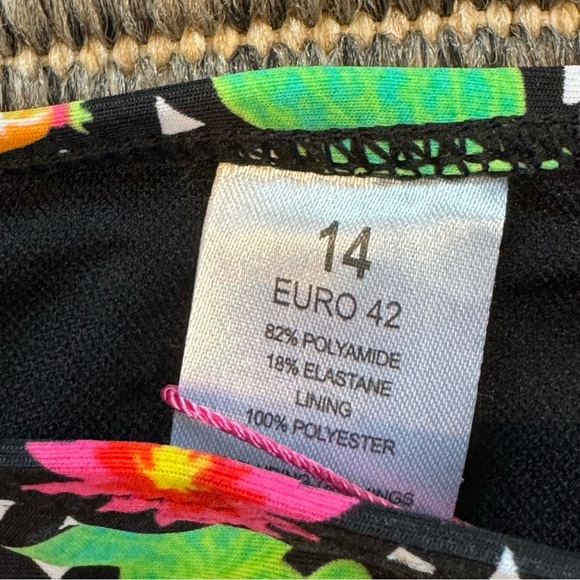 14
EURO 42
82% POLYAMIDE
18% ELASTANE
LINING
100% POLYESTER